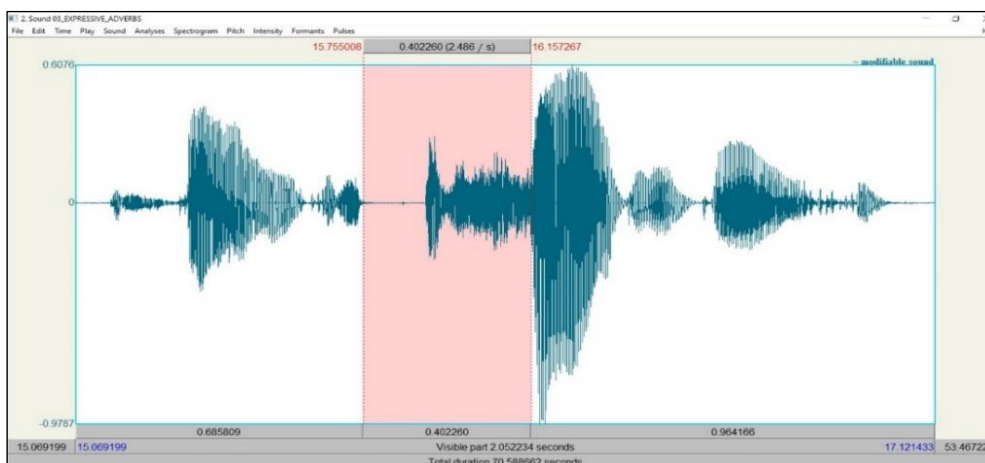 2. Sound 03_EXPRESSIVE_ADVERBS
File Edit Time Play Sound Analyses Spectrogram Pitch Intensity Formants Pulses
15.755008 0.402260 (2.486 / s) 16.157267
0.6076 ~ modifiable sound
0
-0.9787
0.685809 0.402260 0.964166
15.069199 15.069199 Visible part 2.052234 seconds 17.121433 53.46722
Total duration 70.588662 seconds